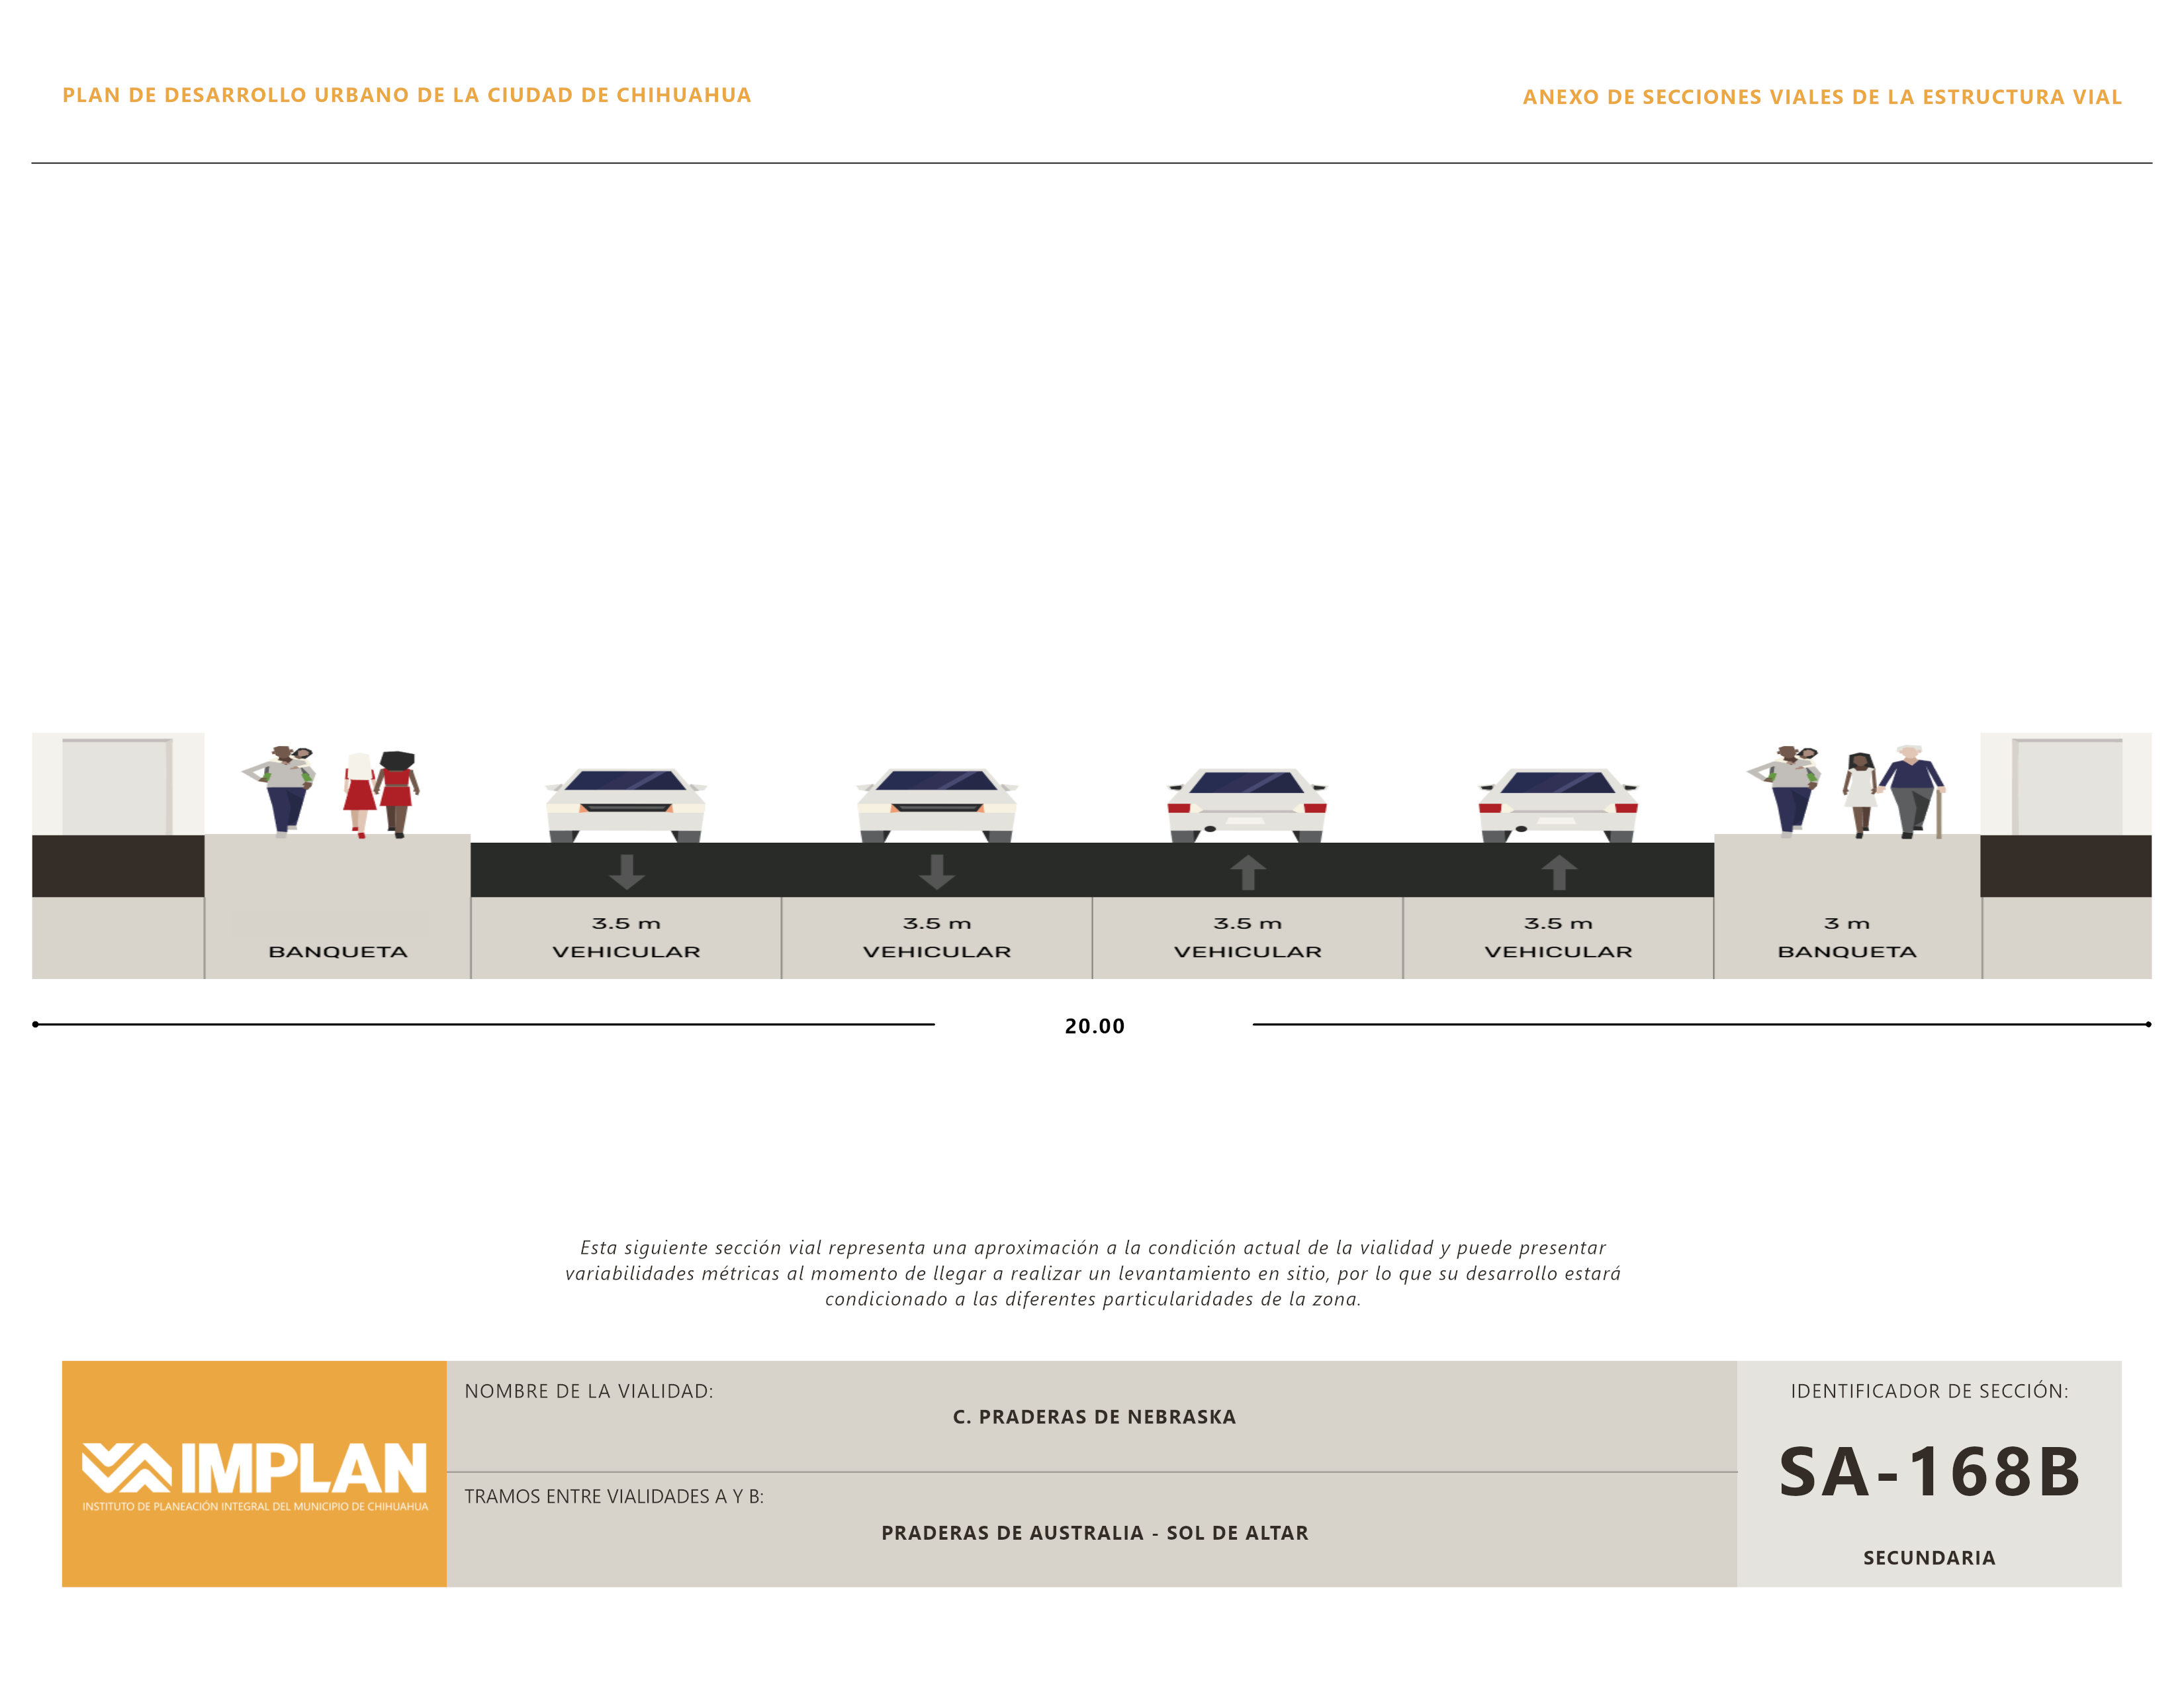 PLAN DE DESARROLLO URBANO DE LA CIUDAD DE CHIHUAHUA
ANEXO DE SECCIONES VIALES DE LA ESTRUCTURA VIAL
BANQUETA
3.5 m
VEHICULAR
3.5 m
VEHICULAR
3.5 m
VEHICULAR
3.5 m
VEHICULAR
3 m
BANQUETA
20.00
Esta siguiente sección vial representa una aproximación a la condición actual de la vialidad y puede presentar
variabilidades métricas al momento de llegar a realizar un levantamiento en sitio, por lo que su desarrollo estará
condicionado a las diferentes particularidades de la zona.
IMPLAN
INSTITUTO DE PLANEACIÓN INTEGRAL DEL MUNICIPIO DE CHIHUAHUA
NOMBRE DE LA VIALIDAD:
C. PRADERAS DE NEBRASKA
TRAMOS ENTRE VIALIDADES A Y B:
PRADERAS DE AUSTRALIA - SOL DE ALTAR
IDENTIFICADOR DE SECCIÓN:
SA-168B
SECUNDARIA